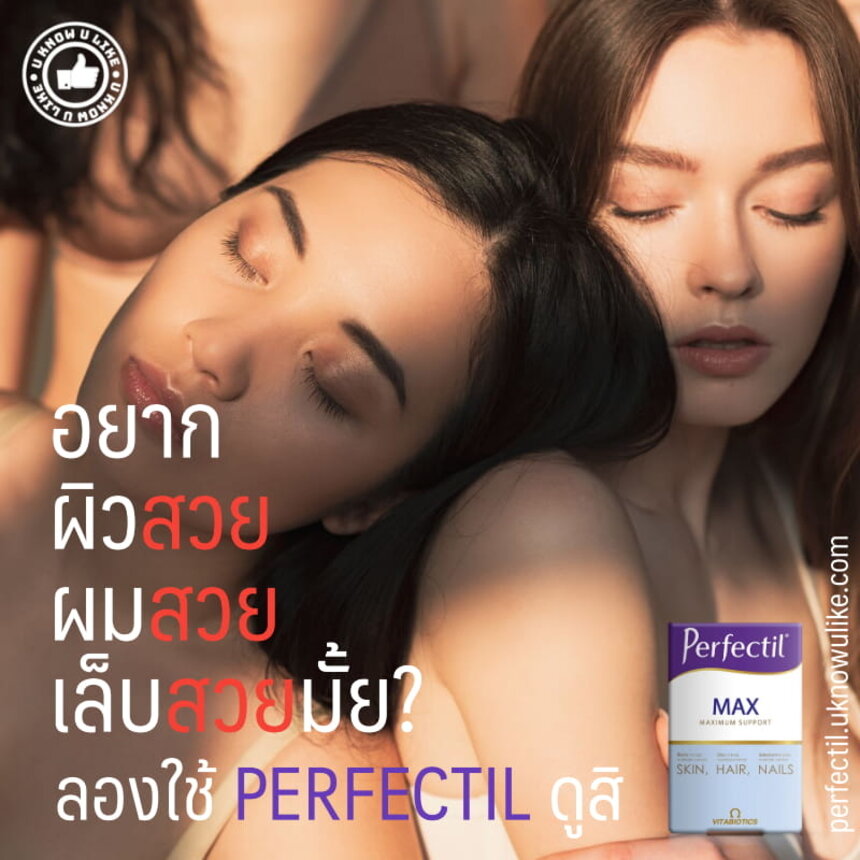 U KNOW U LIKE • U KNOW U LIKE •
อยาก
ผิวสวย
ผมสวย
เล็บสวยมั้ย?
ลองใช้ PERFECTIL ดูสิ
Perfectil®
MAX
MAXIMUM SUPPORT
SKIN, HAIR, NAILS
VITABIOTICS
perfectil.uknowulike.com